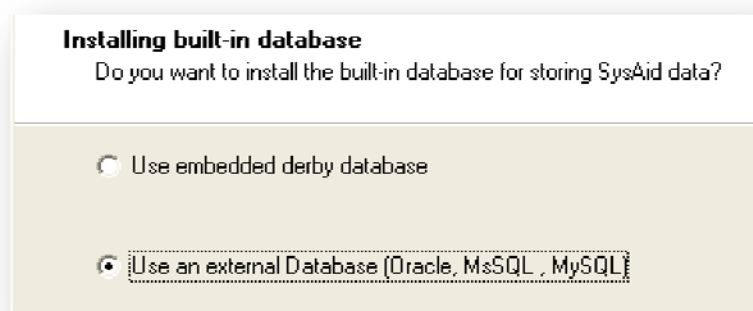 Installing built-in database
Do you want to install the built-in database for storing SysAid data?
Use embedded derby database
Use an external Database (Oracle, MsSQL , MySQL)